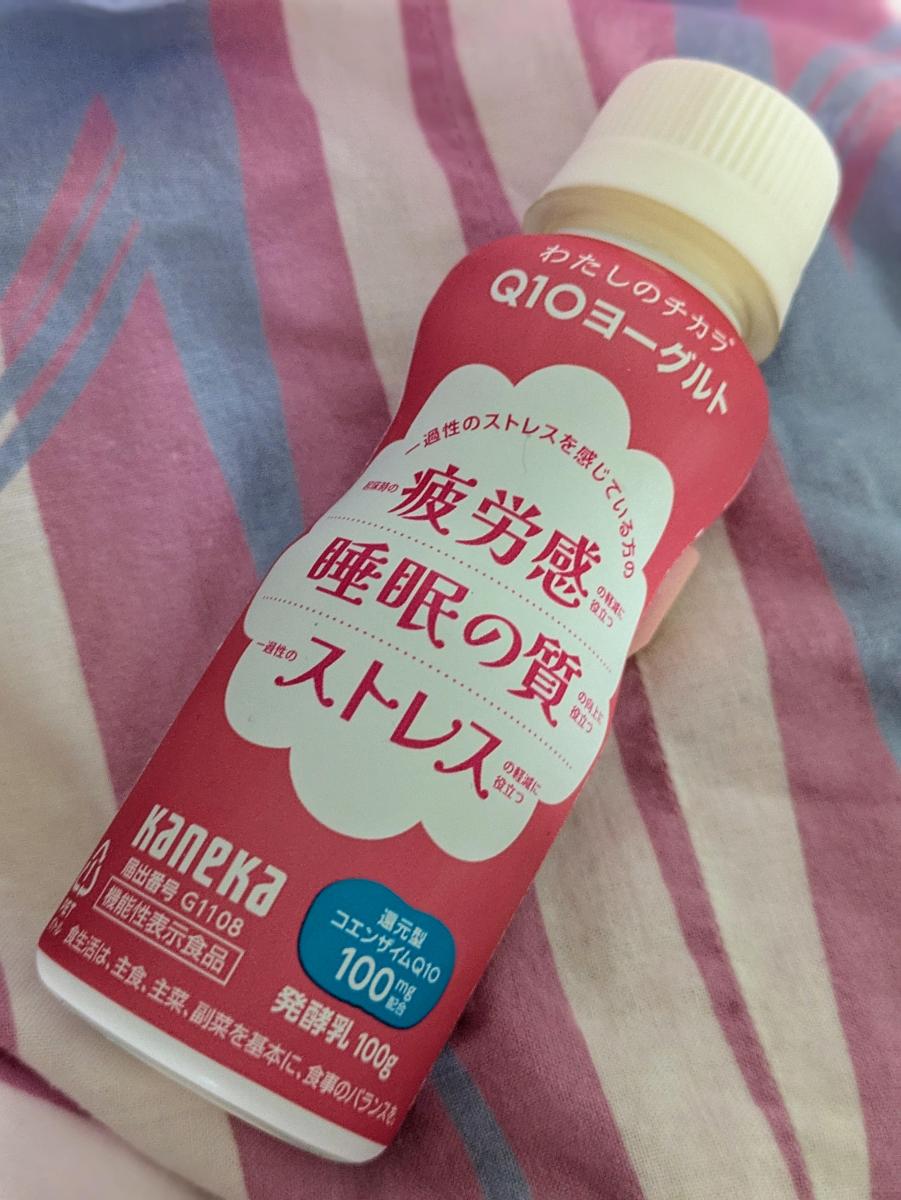 わたしのチカラ
Q10ヨーグルト
一過性のストレスを感じている方の
起床時の 疲労感 の軽減に役立つ
睡眠の質 の向上に役立つ
一過性の ストレス の軽減に役立つ
kaneka
届出番号 G1108
機能性表示食品
還元型
コエンザイムQ10
100mg
配合
発酵乳 100g
食生活は、主食、主菜、副菜を基本に、食事のバランスを